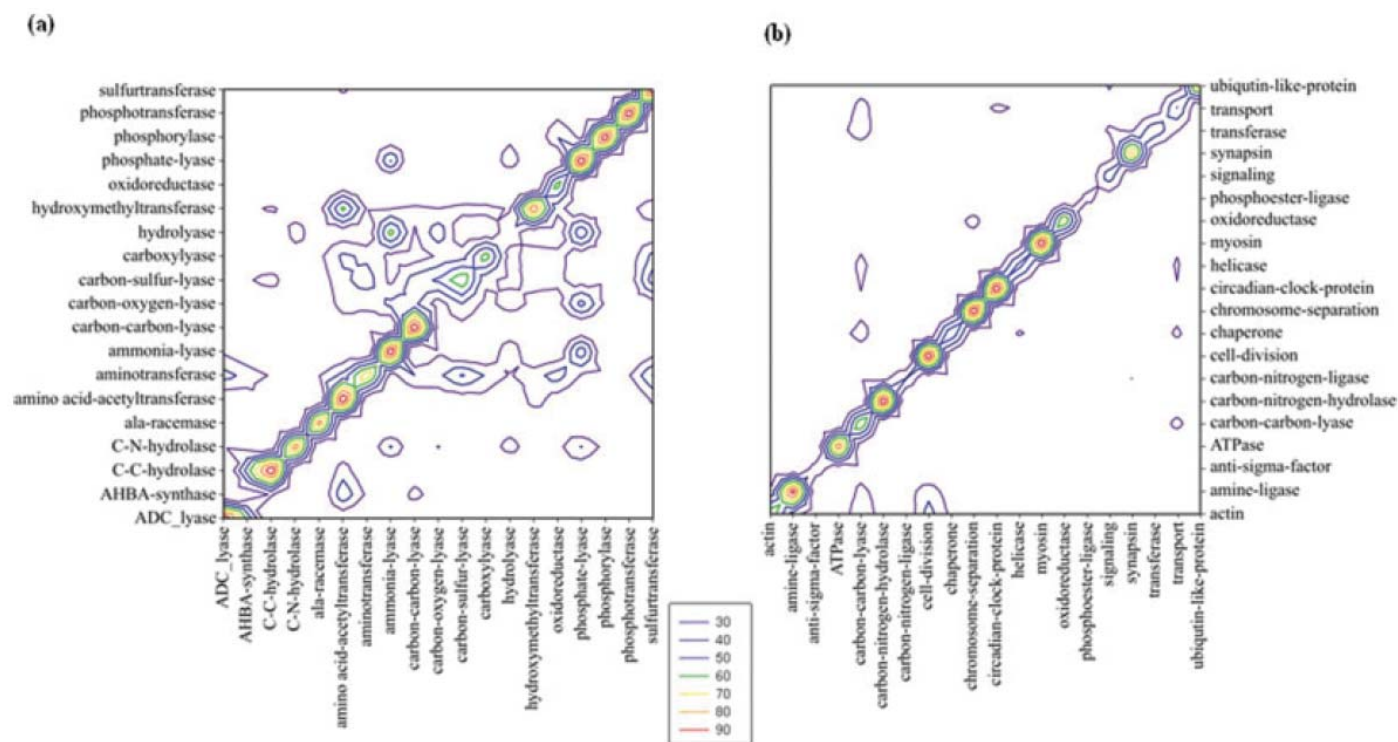 (a)
sulfurtransferase
phosphotransferase
phosphorylase
phosphate-lyase
oxidoreductase
hydroxymethyltransferase
hydrolyase
carboxylyase
carbon-sulfur-lyase
carbon-oxygen-lyase
carbon-carbon-lyase
ammonia-lyase
aminotransferase
amino acid-acetyltransferase
ala-racemase
C-N-hydrolase
C-C-hydrolase
AHBA-synthase
ADC_lyase
ADC_lyase
AHBA-synthase
C-C-hydrolase
C-N-hydrolase
ala-racemase
amino acid-acetyltransferase
aminotransferase
ammonia-lyase
carbon-carbon-lyase
carbon-oxygen-lyase
carbon-sulfur-lyase
carboxylyase
hydrolyase
hydroxymethyltransferase
oxidoreductase
phosphate-lyase
phosphorylase
phosphotransferase
sulfurtransferase
30
40
50
60
70
80
90
(b)
ubiqutin-like-protein
transport
transferase
synapsin
signaling
phosphoester-ligase
oxidoreductase
myosin
helicase
circadian-clock-protein
chromosome-separation
chaperone
cell-division
carbon-nitrogen-ligase
carbon-nitrogen-hydrolase
carbon-carbon-lyase
ATPase
anti-sigma-factor
amine-ligase
actin
actin
amine-ligase
anti-sigma-factor
ATPase
carbon-carbon-lyase
carbon-nitrogen-hydrolase
carbon-nitrogen-ligase
cell-division
chaperone
chromosome-separation
circadian-clock-protein
helicase
myosin
oxidoreductase
phosphoester-ligase
signaling
synapsin
transferase
transport
ubiqutin-like-protein